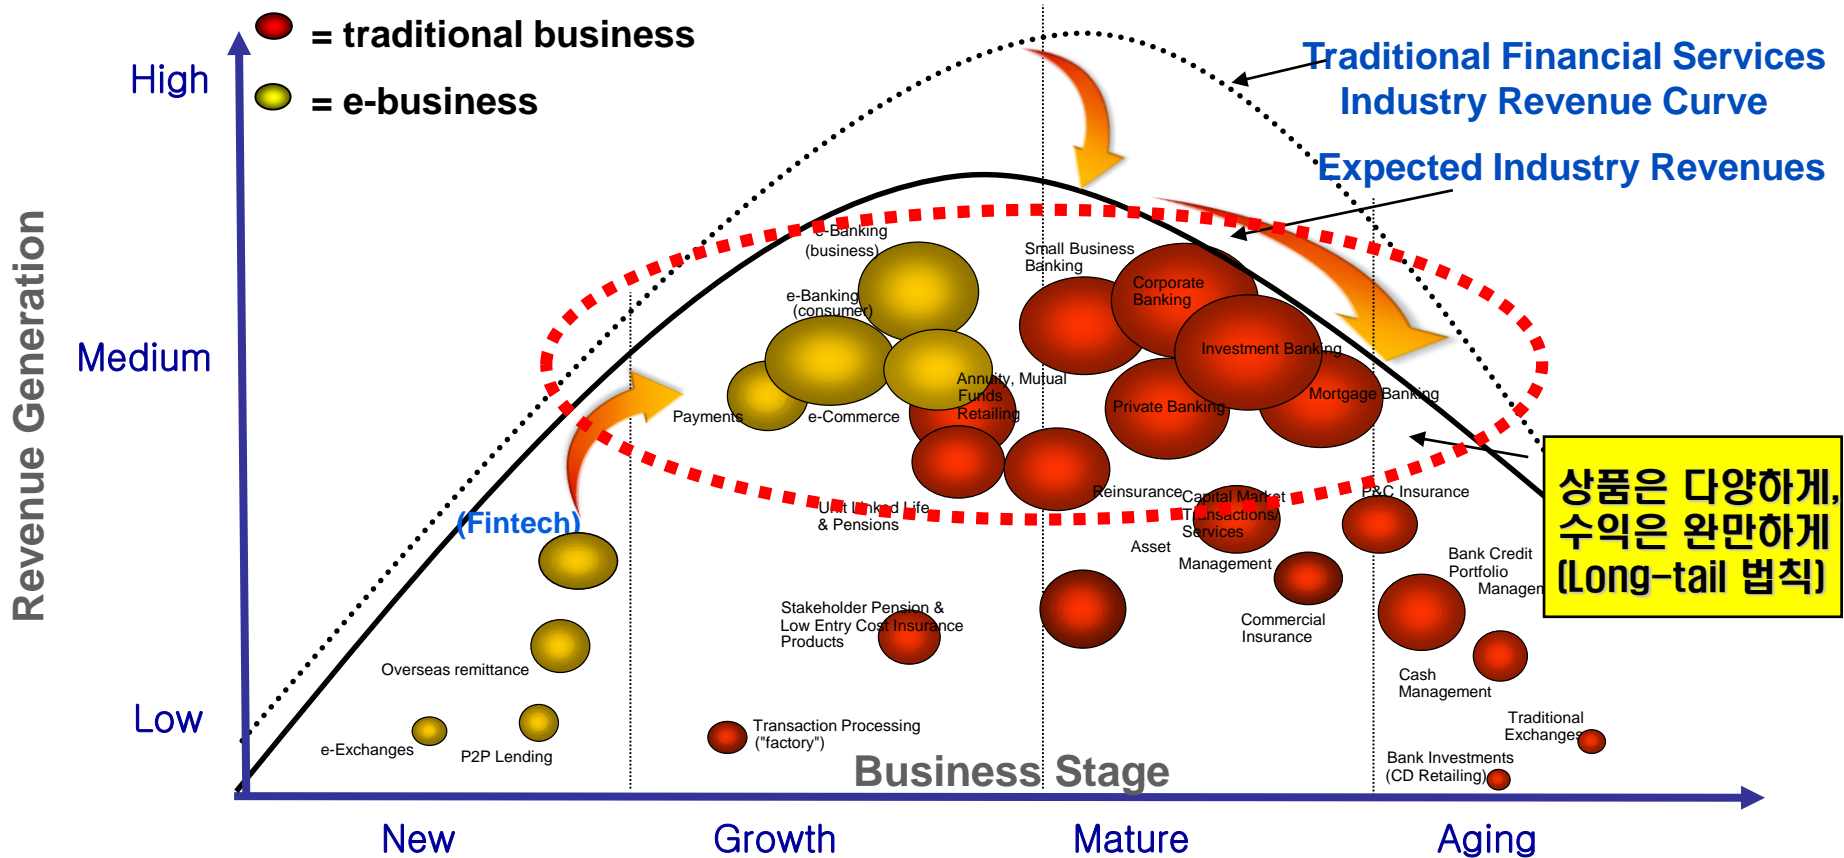 = traditional business
= e-business
High
Medium
Low
Revenue Generation
Traditional Financial Services
Industry Revenue Curve
Expected Industry Revenues
e-Banking
(business)
e-Banking
(consumer)
Payments
e-Commerce
Annuity, Mutual
Funds
Retailing
Small Business
Banking
Corporate
Banking
Investment Banking
Private Banking
Mortgage Banking
(Fintech)
Unit Linked Life
& Pensions
Reinsurance
Capital Market
Transactions/
Services
P&C Insurance
Asset
Management
Bank Credit
Portfolio
Managen
상품은 다양하게,
수익은 완만하게
(Long-tail 법칙)
Stakeholder Pension &
Low Entry Cost Insurance
Products
Commercial
Insurance
Overseas remittance
Cash
Management
e-Exchanges
P2P Lending
Transaction Processing
("factory")
Traditional
Exchanges
Bank Investments
(CD Retailing)
Business Stage
New
Growth
Mature
Aging